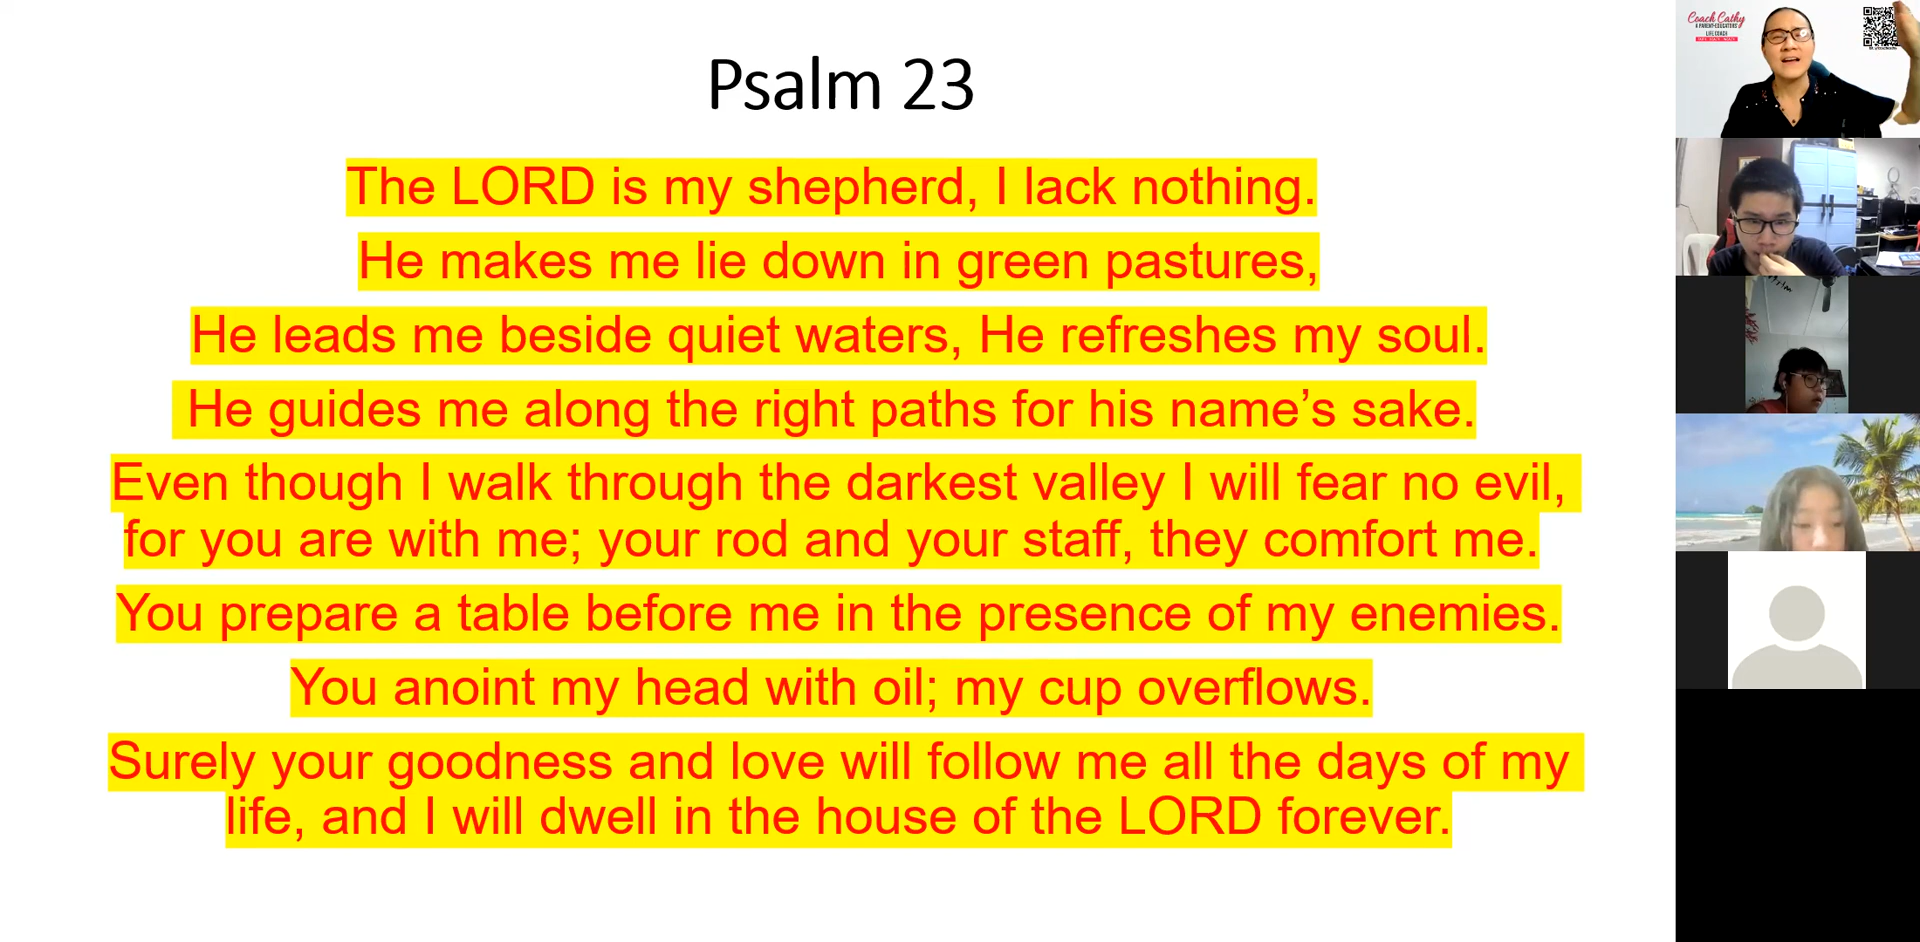 Psalm 23
The LORD is my shepherd, I lack nothing.
He makes me lie down in green pastures,
He leads me beside quiet waters, He refreshes my soul.
He guides me along the right paths for his name’s sake.
Even though I walk through the darkest valley I will fear no evil,
for you are with me; your rod and your staff, they comfort me.
You prepare a table before me in the presence of my enemies.
You anoint my head with oil; my cup overflows.
Surely your goodness and love will follow me all the days of my
life, and I will dwell in the house of the LORD forever.
Coach Cathy
A PARENT-EDUCATORS'
LIFE COACH